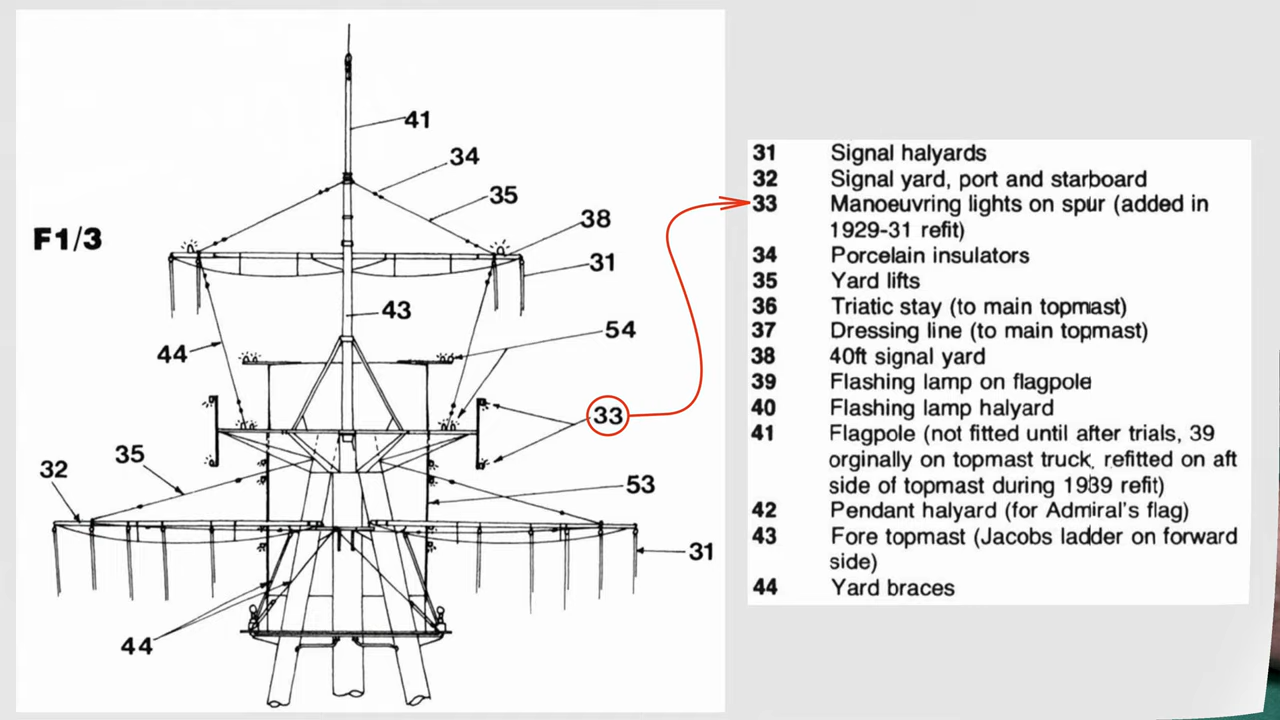 41
34
35
F1/3
38
31
43
54
44
33
35
32
53
31
44
31 Signal halyards
32 Signal yard, port and starboard
33 Manoeuvring lights on spur (added in
1929-31 refit)
34 Porcelain insulators
35 Yard lifts
36 Triatic stay (to main topmast)
37 Dressing line (to main topmast)
38 40ft signal yard
39 Flashing lamp on flagpole
40 Flashing lamp halyard
41 Flagpole (not fitted until after trials, 39
orginally on topmast truck, refitted on aft
side of topmast during 1939 refit)
42 Pendant halyard (for Admiral's flag)
43 Fore topmast (Jacobs ladder on forward
side)
44 Yard braces